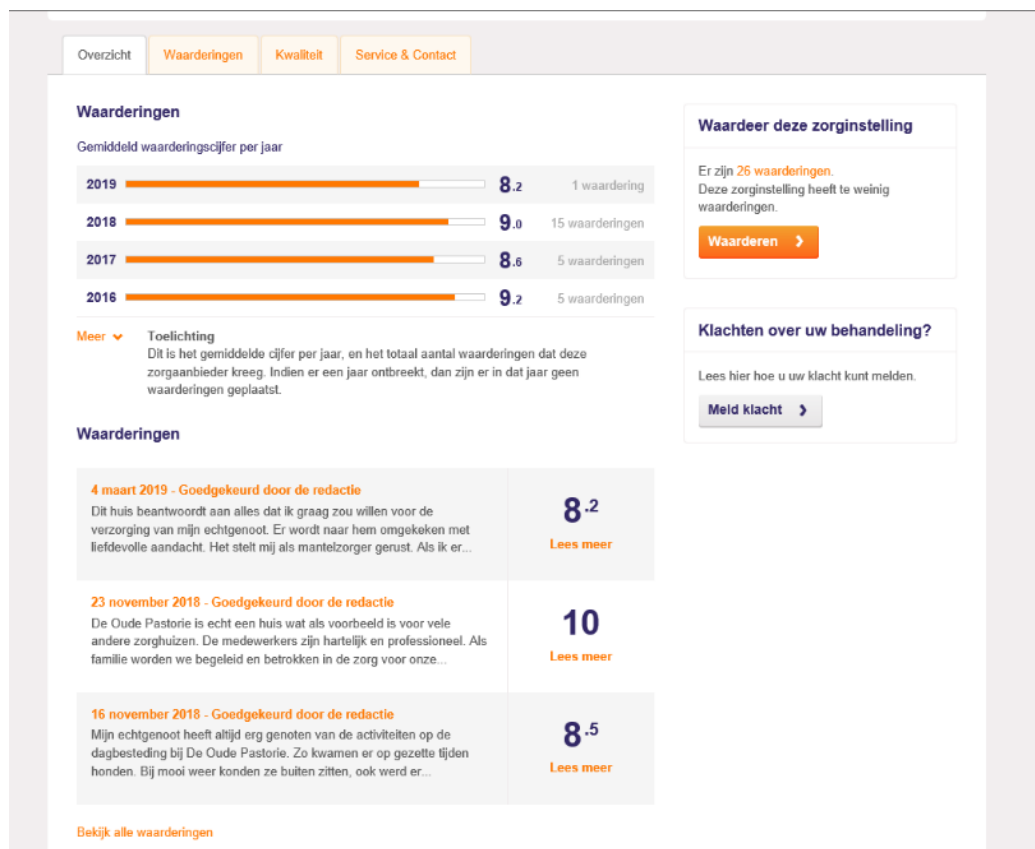 Overzicht
Waarderingen
Kwaliteit
Service & Contact
Waarderingen
Gemiddeld waarderingscijfer per jaar
2019 8.2 1 waardering
2018 9.0 15 waarderingen
2017 8.6 5 waarderingen
2016 9.2 5 waarderingen
Meer
Toelichting
Dit is het gemiddelde cijfer per jaar, en het totaal aantal waarderingen dat deze
zorgaanbieder kreeg. Indien er een jaar ontbreekt, dan zijn er in dat jaar geen
waarderingen geplaatst.
Waarderingen
4 maart 2019 - Goedgekeurd door de redactie
Dit huis beantwoordt aan alles dat ik graag zou willen voor de
verzorging van mijn echtgenoot. Er wordt naar hem omgekeken met
liefdevolle aandacht. Het stelt mij als mantelzorger gerust. Als ik er...
8.2
Lees meer
23 november 2018 - Goedgekeurd door de redactie
De Oude Pastorie is echt een huis wat als voorbeeld is voor vele
andere zorghuizen. De medewerkers zijn hartelijk en professioneel. Als
familie worden we begeleid en betrokken in de zorg voor onze...
10
Lees meer
16 november 2018 - Goedgekeurd door de redactie
Mijn echtgenoot heeft altijd erg genoten van de activiteiten op de
dagbesteding bij De Oude Pastorie. Zo kwamen er op gezette tijden
honden. Bij mooi weer konden ze buiten zitten, ook werd er...
8.5
Lees meer
Bekijk alle waarderingen
Waardeer deze zorginstelling
Er zijn 26 waarderingen.
Deze zorginstelling heeft te weinig
waarderingen.
Waarderen
Klachten over uw behandeling?
Lees hier hoe u uw klacht kunt melden.
Meld klacht